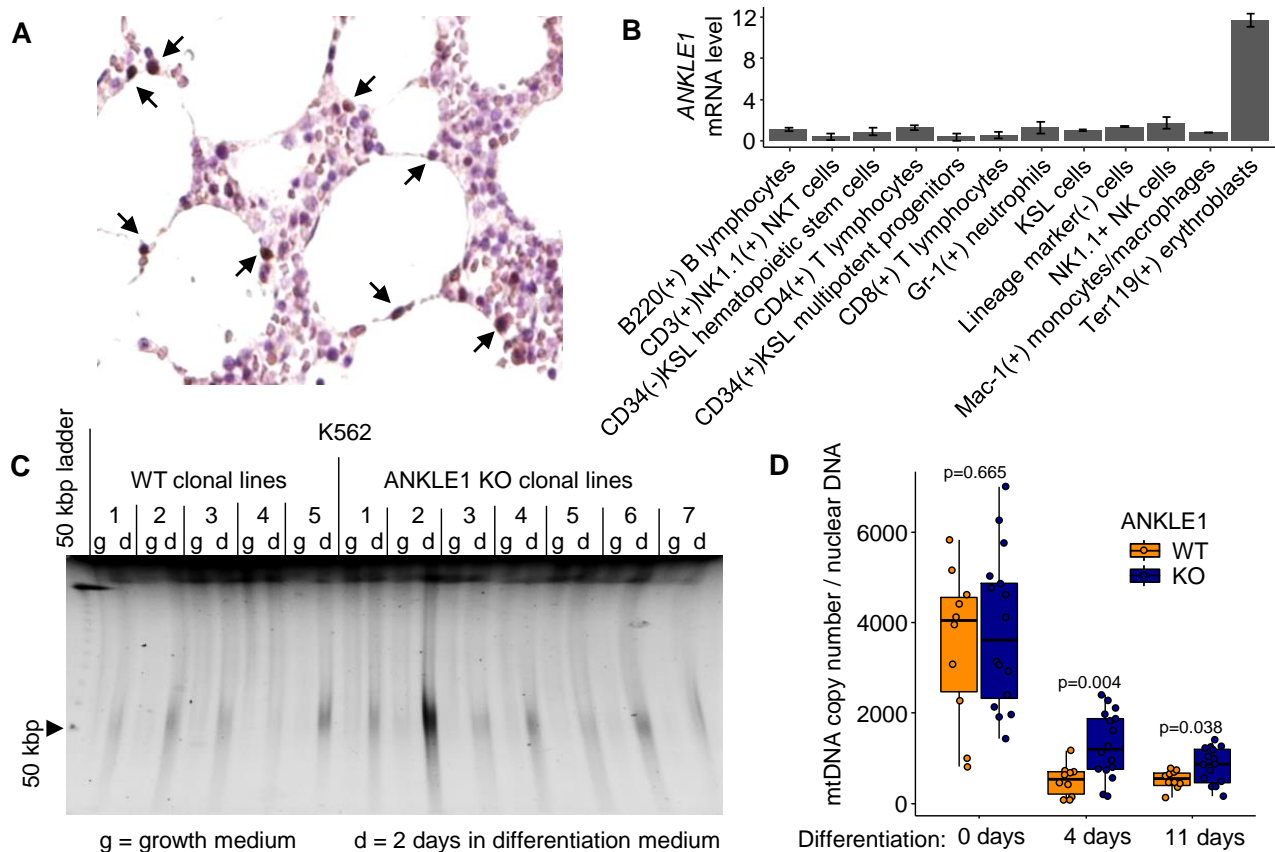 A
B
ANKLE1
mRNA level
12
8
4
0
B220(+) B lymphocytes
CD3(+)NK1.1(+) NKT cells
CD34(-)KSL hematopoietic stem cells
CD4(+) T lymphocytes
CD34(+)KSL multipotent progenitors
CD8(+) T lymphocytes
Gr-1(+) neutrophils
KSL cells
Lineage marker(-) cells
NK1.1+ NK cells
Mac-1(+) monocytes/macrophages
Ter119(+) erythroblasts
C
50 kbp ladder
K562
WT clonal lines
ANKLE1 KO clonal lines
1 2 3 4 5 1 2 3 4 5 6 7
g d g d g d g d g d g d g d g d g d g d g d g d
50 kbp
g = growth medium
d = 2 days in differentiation medium
D
mtDNA copy number / nuclear DNA
6000
4000
2000
0
p=0.665
p=0.004
p=0.038
ANKLE1
WT
KO
Differentiation: 0 days 4 days 11 days